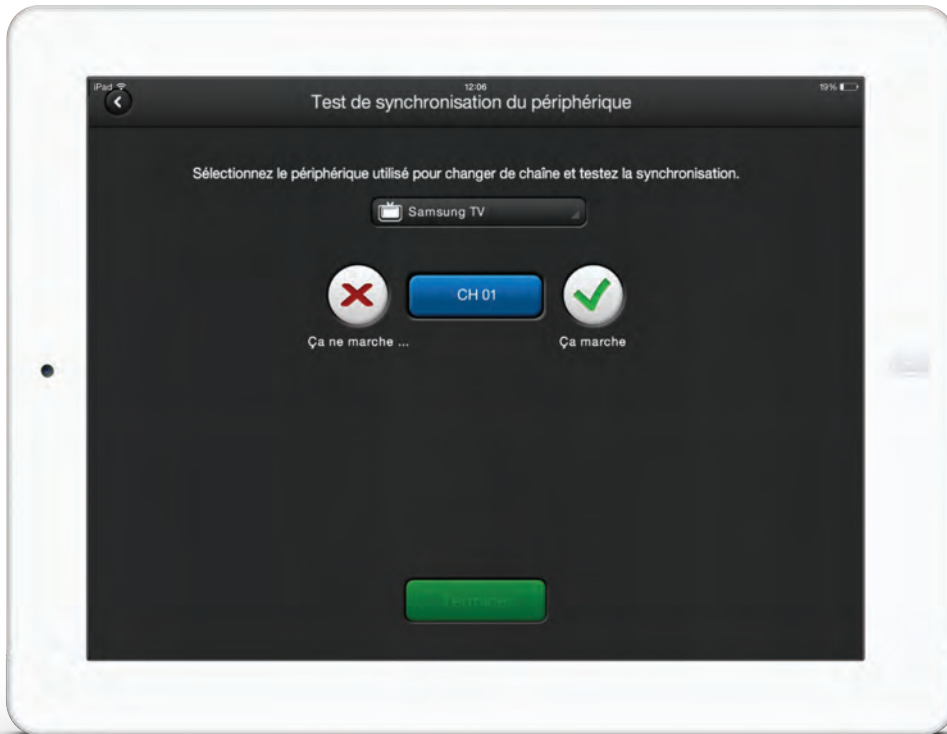 iPad 12:06 19%
Test de synchronisation du périphérique
Sélectionnez le périphérique utilisé pour changer de chaîne et testez la synchronisation.
Samsung TV
CH 01
Ça ne marche ... Ça marche
Terminer